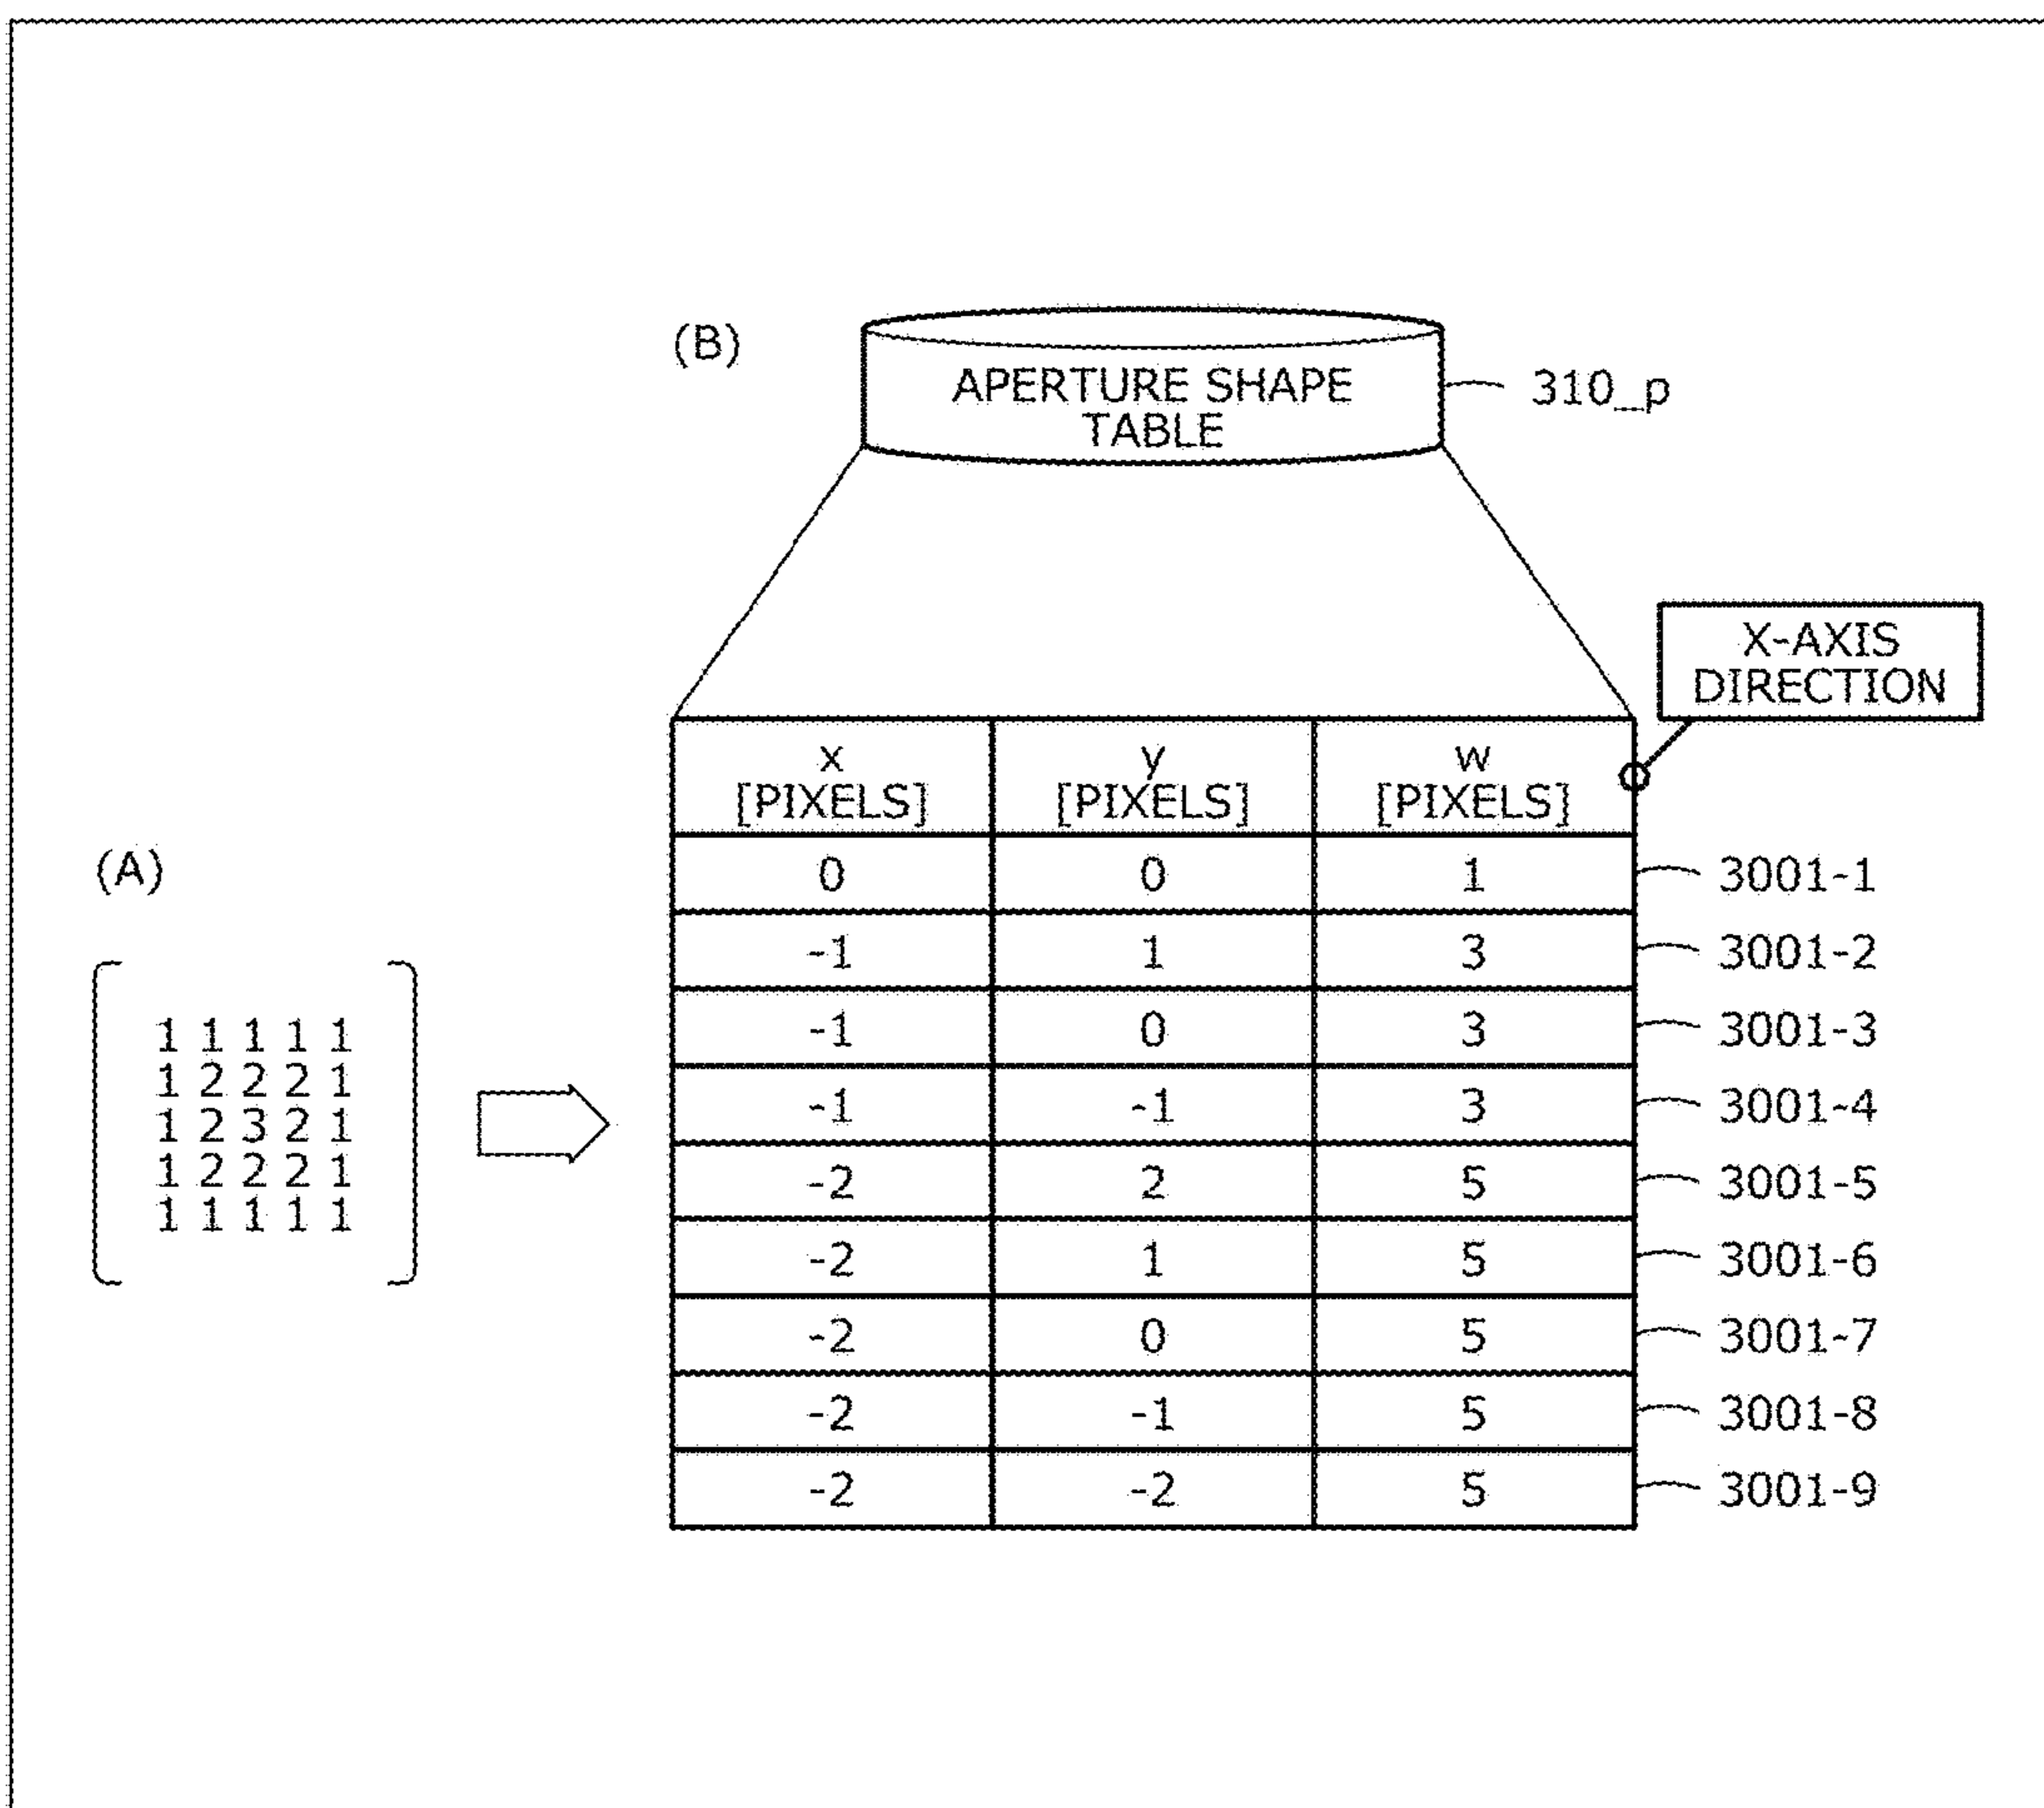 (B)
APERTURE SHAPE
TABLE
310_p
X-AXIS
DIRECTION
x y w
[PIXELS] [PIXELS] [PIXELS]
(A)
0 0 1 3001-1
-1 1 3 3001-2
-1 0 3 3001-3
-1 -1 3 3001-4
-2 2 5 3001-5
-2 1 5 3001-6
-2 0 5 3001-7
-2 -1 5 3001-8
-2 -2 5 3001-9
1 1 1 1 1
1 2 2 2 1
1 2 3 2 1
1 2 2 2 1
1 1 1 1 1